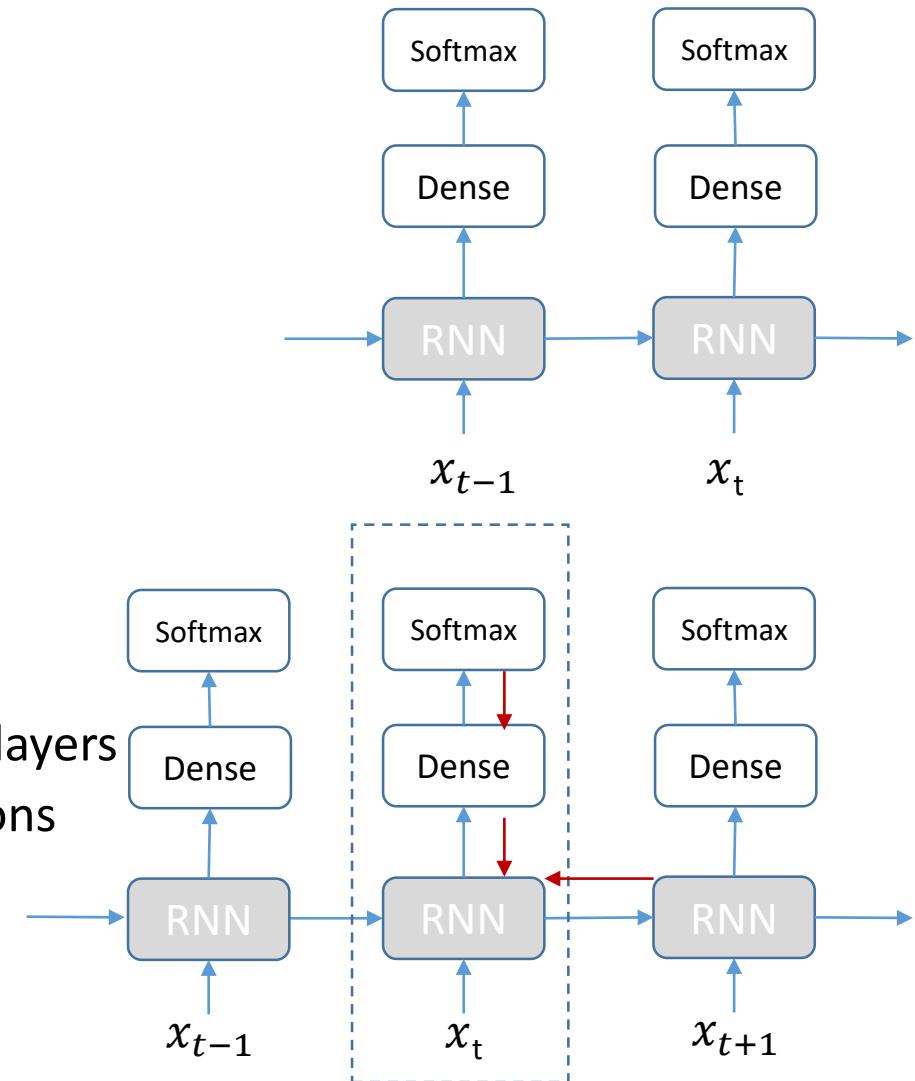 Softmax Softmax
Dense Dense
RNN RNN
x_{t−1} x_t
Softmax Softmax Softmax
layers
Dense Dense Dense
ons
RNN RNN RNN
x_{t−1} x_t x_{t+1}